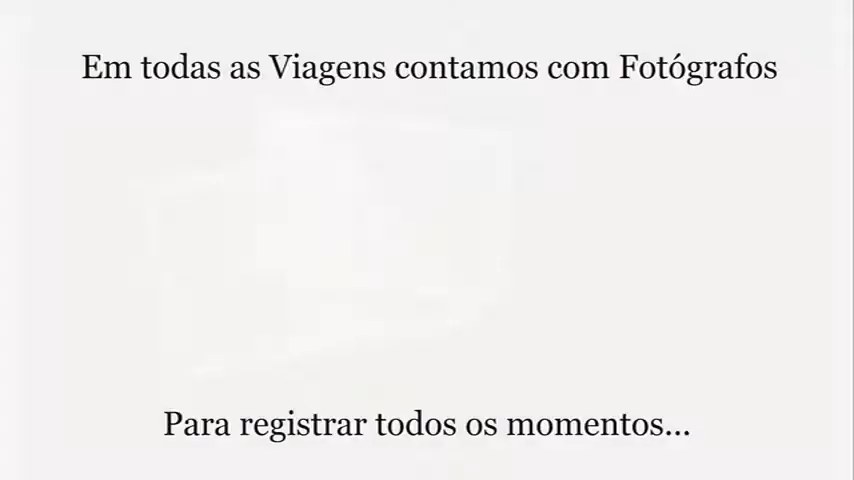 Em todas as Viagens contamos com Fotógrafos
Para registrar todos os momentos...